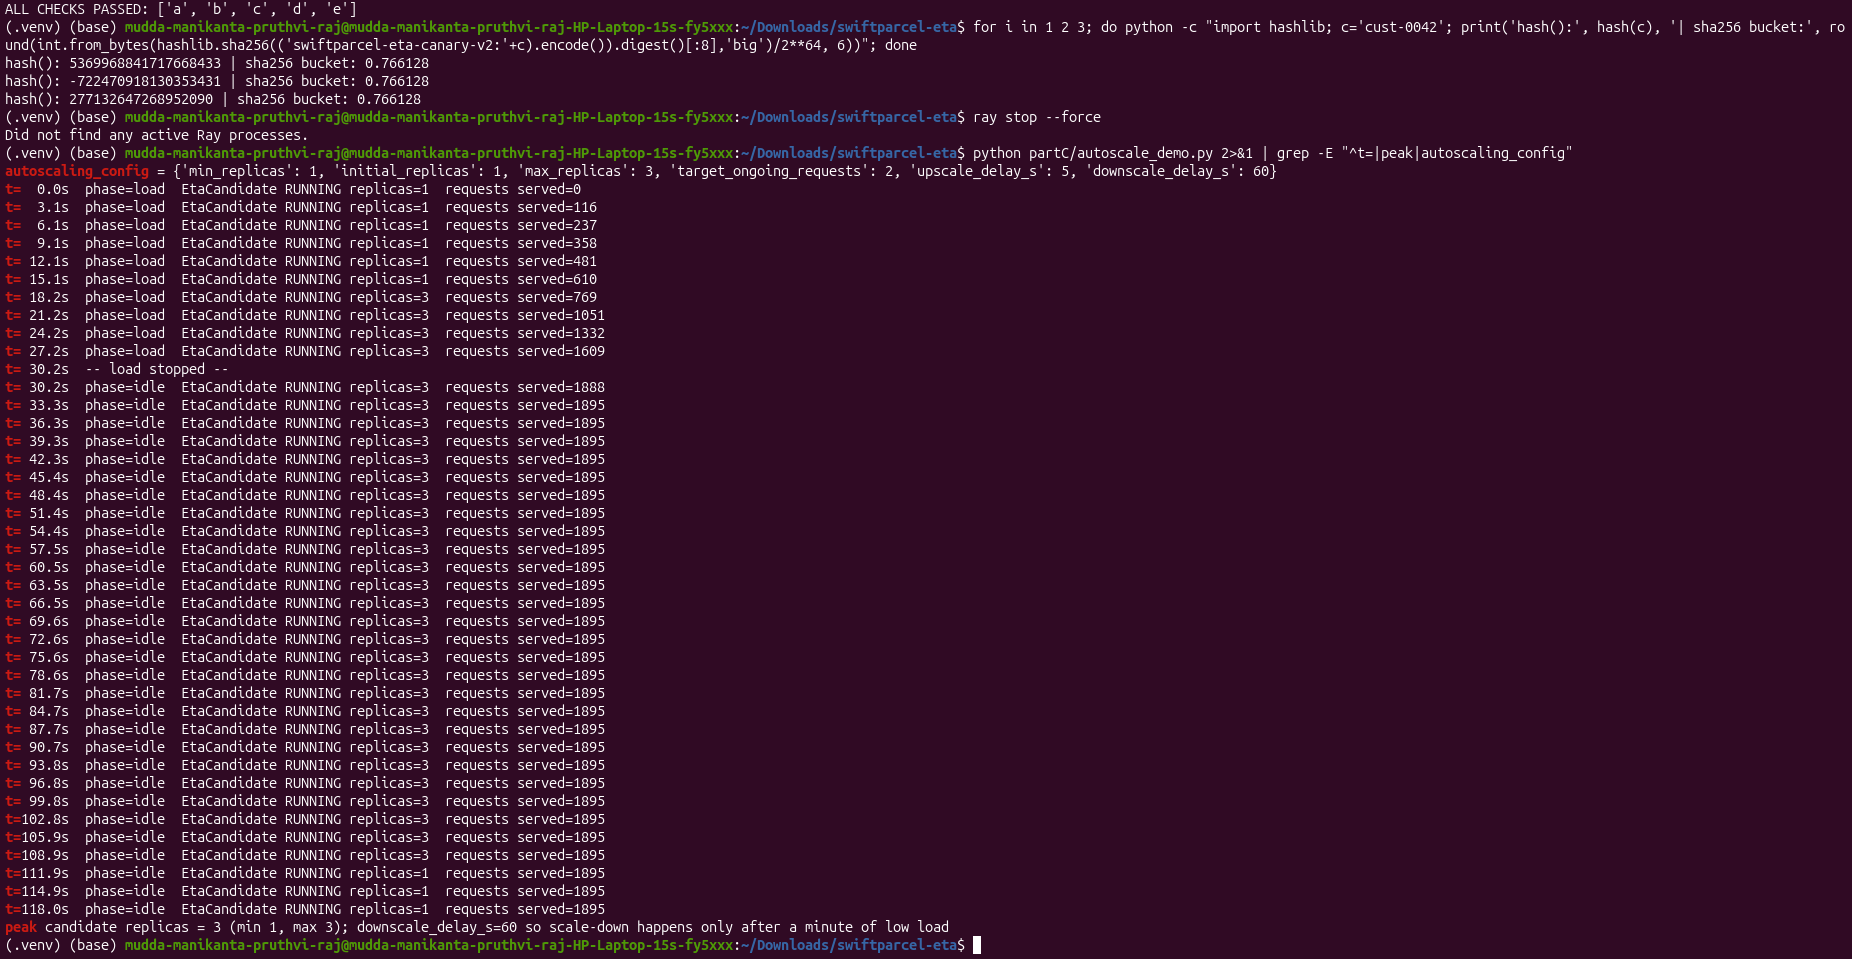 ALL CHECKS PASSED: ['a', 'b', 'c', 'd', 'e']
(.venv) (base) mudda-manikanta-pruthvi-raj@mudda-manikanta-pruthvi-raj-HP-Laptop-15s-fy5xxx:~/Downloads/swiftparcel-eta$ for i in 1 2 3; do python -c "import hashlib; c='cust-0042'; print('hash():', hash(c), '| sha256 bucket:', ro
und(int.from_bytes(hashlib.sha256(('swiftparcel-eta-canary-v2:'+c).encode()).digest()[:8],'big')/2**64, 6))"; done
hash(): 5369968841717668433 | sha256 bucket: 0.766128
hash(): -722470918130353431 | sha256 bucket: 0.766128
hash(): 277132647268952090 | sha256 bucket: 0.766128
(.venv) (base) mudda-manikanta-pruthvi-raj@mudda-manikanta-pruthvi-raj-HP-Laptop-15s-fy5xxx:~/Downloads/swiftparcel-eta$ ray stop --force
Did not find any active Ray processes.
(.venv) (base) mudda-manikanta-pruthvi-raj@mudda-manikanta-pruthvi-raj-HP-Laptop-15s-fy5xxx:~/Downloads/swiftparcel-eta$ python partC/autoscale_demo.py 2>&1 | grep -E "^t=|peak|autoscaling_config"
autoscaling_config = {'min_replicas': 1, 'initial_replicas': 1, 'max_replicas': 3, 'target_ongoing_requests': 2, 'upscale_delay_s': 5, 'downscale_delay_s': 60}
t=  0.0s  phase=load  EtaCandidate RUNNING replicas=1  requests served=0
t=  3.1s  phase=load  EtaCandidate RUNNING replicas=1  requests served=116
t=  6.1s  phase=load  EtaCandidate RUNNING replicas=1  requests served=237
t=  9.1s  phase=load  EtaCandidate RUNNING replicas=1  requests served=358
t= 12.1s  phase=load  EtaCandidate RUNNING replicas=1  requests served=481
t= 15.1s  phase=load  EtaCandidate RUNNING replicas=1  requests served=610
t= 18.2s  phase=load  EtaCandidate RUNNING replicas=3  requests served=769
t= 21.2s  phase=load  EtaCandidate RUNNING replicas=3  requests served=1051
t= 24.2s  phase=load  EtaCandidate RUNNING replicas=3  requests served=1332
t= 27.2s  phase=load  EtaCandidate RUNNING replicas=3  requests served=1609
t= 30.2s  -- load stopped --
t= 30.2s  phase=idle  EtaCandidate RUNNING replicas=3  requests served=1888
t= 33.3s  phase=idle  EtaCandidate RUNNING replicas=3  requests served=1895
t= 36.3s  phase=idle  EtaCandidate RUNNING replicas=3  requests served=1895
t= 39.3s  phase=idle  EtaCandidate RUNNING replicas=3  requests served=1895
t= 42.3s  phase=idle  EtaCandidate RUNNING replicas=3  requests served=1895
t= 45.4s  phase=idle  EtaCandidate RUNNING replicas=3  requests served=1895
t= 48.4s  phase=idle  EtaCandidate RUNNING replicas=3  requests served=1895
t= 51.4s  phase=idle  EtaCandidate RUNNING replicas=3  requests served=1895
t= 54.4s  phase=idle  EtaCandidate RUNNING replicas=3  requests served=1895
t= 57.5s  phase=idle  EtaCandidate RUNNING replicas=3  requests served=1895
t= 60.5s  phase=idle  EtaCandidate RUNNING replicas=3  requests served=1895
t= 63.5s  phase=idle  EtaCandidate RUNNING replicas=3  requests served=1895
t= 66.5s  phase=idle  EtaCandidate RUNNING replicas=3  requests served=1895
t= 69.6s  phase=idle  EtaCandidate RUNNING replicas=3  requests served=1895
t= 72.6s  phase=idle  EtaCandidate RUNNING replicas=3  requests served=1895
t= 75.6s  phase=idle  EtaCandidate RUNNING replicas=3  requests served=1895
t= 78.6s  phase=idle  EtaCandidate RUNNING replicas=3  requests served=1895
t= 81.7s  phase=idle  EtaCandidate RUNNING replicas=3  requests served=1895
t= 84.7s  phase=idle  EtaCandidate RUNNING replicas=3  requests served=1895
t= 87.7s  phase=idle  EtaCandidate RUNNING replicas=3  requests served=1895
t= 90.7s  phase=idle  EtaCandidate RUNNING replicas=3  requests served=1895
t= 93.8s  phase=idle  EtaCandidate RUNNING replicas=3  requests served=1895
t= 96.8s  phase=idle  EtaCandidate RUNNING replicas=3  requests served=1895
t= 99.8s  phase=idle  EtaCandidate RUNNING replicas=3  requests served=1895
t=102.8s  phase=idle  EtaCandidate RUNNING replicas=3  requests served=1895
t=105.9s  phase=idle  EtaCandidate RUNNING replicas=3  requests served=1895
t=108.9s  phase=idle  EtaCandidate RUNNING replicas=3  requests served=1895
t=111.9s  phase=idle  EtaCandidate RUNNING replicas=1  requests served=1895
t=114.9s  phase=idle  EtaCandidate RUNNING replicas=1  requests served=1895
t=118.0s  phase=idle  EtaCandidate RUNNING replicas=1  requests served=1895
peak candidate replicas = 3 (min 1, max 3); downscale_delay_s=60 so scale-down happens only after a minute of low load
(.venv) (base) mudda-manikanta-pruthvi-raj@mudda-manikanta-pruthvi-raj-HP-Laptop-15s-fy5xxx:~/Downloads/swiftparcel-eta$